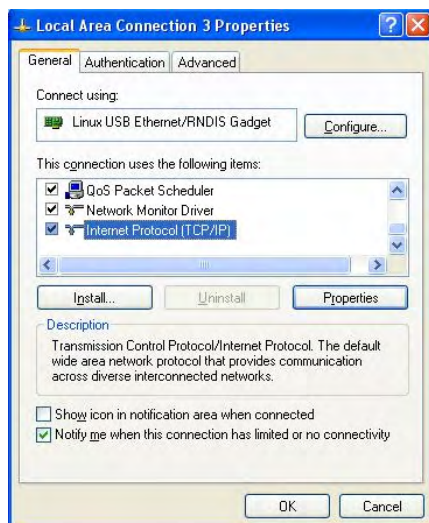 Local Area Connection 3 Properties
General Authentication Advanced
Connect using:
Linux USB Ethernet/RNDIS Gadget Configure...
This connection uses the following items:
QoS Packet Scheduler
Network Monitor Driver
Internet Protocol (TCP/IP)
Install... Uninstall Properties
Description
Transmission Control Protocol/Internet Protocol. The default
wide area network protocol that provides communication
across diverse interconnected networks.
Show icon in notification area when connected
Notify me when this connection has limited or no connectivity
OK Cancel